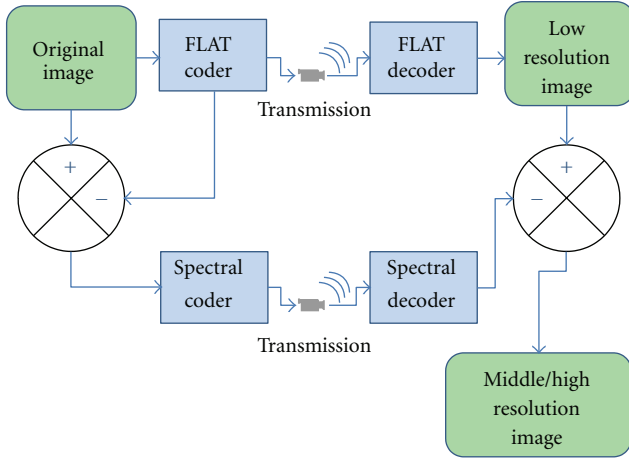 Original
image
FLAT
coder
Transmission
FLAT
decoder
Low
resolution
image
+
−
+
−
Spectral
coder
Transmission
Spectral
decoder
Middle/high
resolution
image